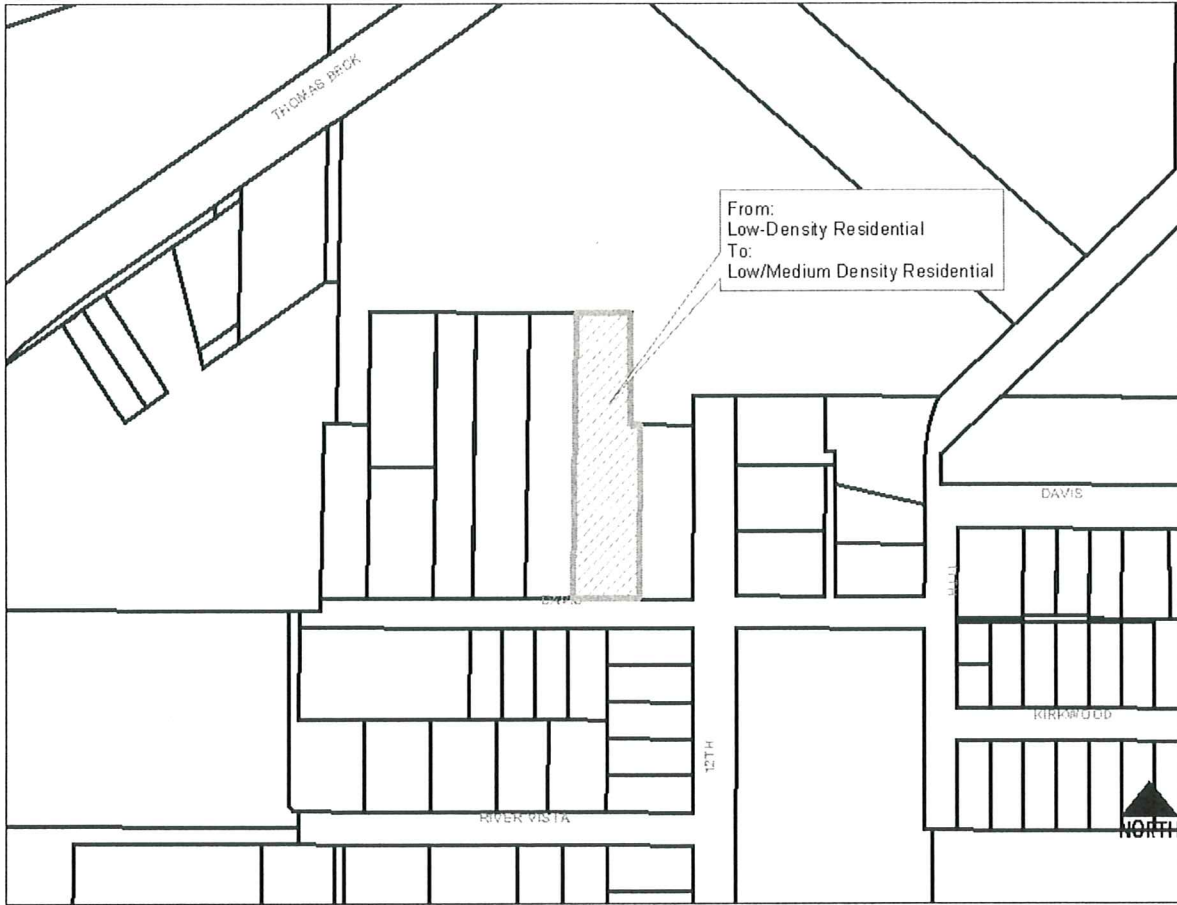 THOMAS BECK
From:
Low-Density Residential
To:
Low/Medium Density Residential
DAVIS
KIRKWOOD
12TH
RIVER VISTA
NORTH